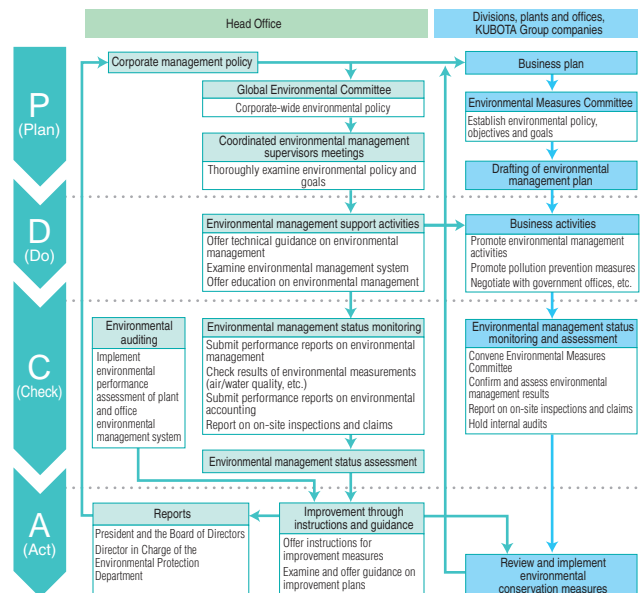 Head Office
Divisions, plants and offices,
KUBOTA Group companies
P
(Plan)
Corporate management policy
Business plan
Global Environmental Committee
Corporate-wide environmental policy
Environmental Measures Committee
Establish environmental policy,
objectives and goals
Coordinated environmental management
supervisors meetings
Thoroughly examine environmental policy and
goals
Drafting of environmental
management plan
D
(Do)
Environmental management support activities
Offer technical guidance on environmental
management
Examine environmental management system
Offer education on environmental management
Business activities
Promote environmental management
activities
Promote pollution prevention measures
Negotiate with government offices, etc.
C
(Check)
Environmental
auditing
Implement
environmental
performance
assessment of plant
and office
environmental
management system
Environmental management status monitoring
Submit performance reports on environmental
management
Check results of environmental measurements
(air/water quality, etc.)
Submit performance reports on environmental
accounting
Report on on-site inspections and claims
Environmental management status
monitoring and assessment
Convene Environmental Measures
Committee
Confirm and assess environmental
management results
Report on on-site inspections and claims
Hold internal audits
Environmental management status assessment
A
(Act)
Reports
President and the Board of Directors
Director in Charge of the
Environmental Protection
Department
Improvement through
instructions and guidance
Offer instructions for
improvement measures
Examine and offer guidance on
improvement plans
Review and implement
environmental
conservation measures